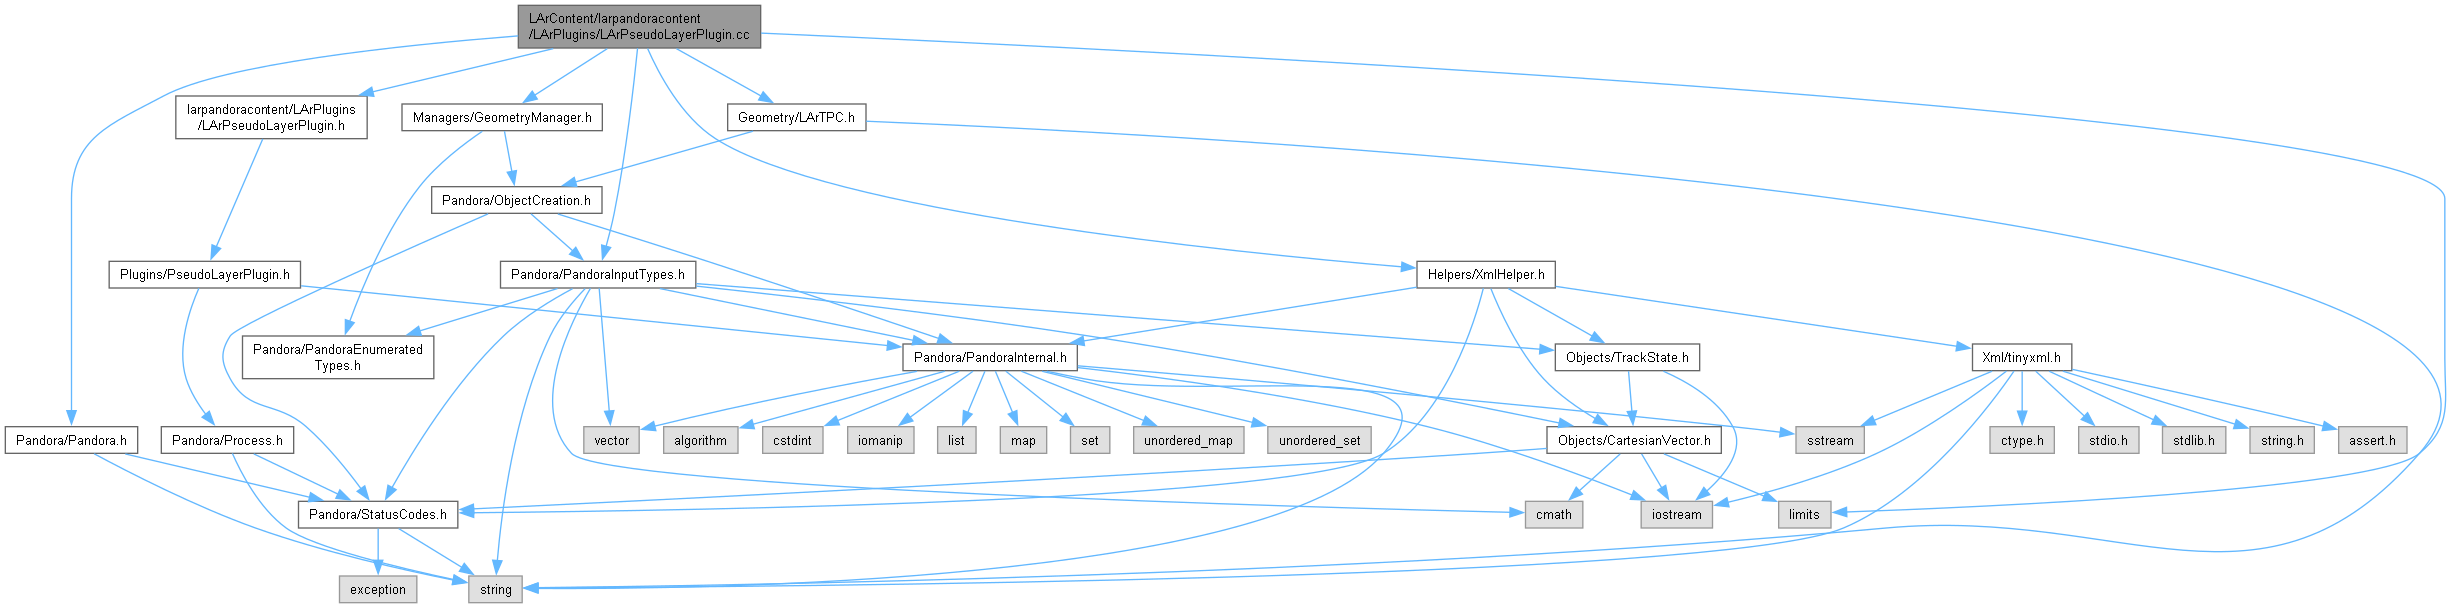 LArContent/larpandoracontent
/LArPlugins/LArPseudoLayerPlugin.cc
larpandoracontent/LArPlugins
/LArPseudoLayerPlugin.h
Managers/GeometryManager.h
Geometry/LArTPC.h
Pandora/ObjectCreation.h
Plugins/PseudoLayerPlugin.h
Pandora/PandoraInputTypes.h
Helpers/XmlHelper.h
Pandora/PandoraEnumerated
Types.h
Pandora/PandoraInternal.h
Objects/TrackState.h
Xml/tinyxml.h
Pandora/Pandora.h
Pandora/Process.h
vector
algorithm
cstdint
iomanip
list
map
set
unordered_map
unordered_set
Objects/CartesianVector.h
sstream
ctype.h
stdio.h
stdlib.h
string.h
assert.h
Pandora/StatusCodes.h
cmath
iostream
limits
exception
string